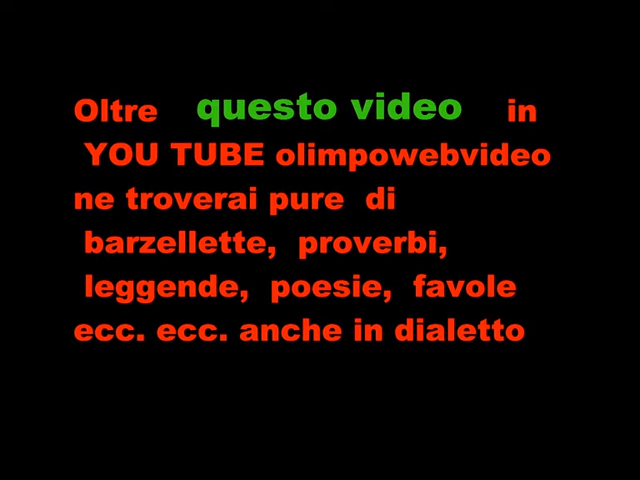 Oltre questo video in
YOU TUBE olimpowebvideo
ne troverai pure di
barzellette, proverbi,
leggende, poesie, favole
ecc. ecc. anche in dialetto